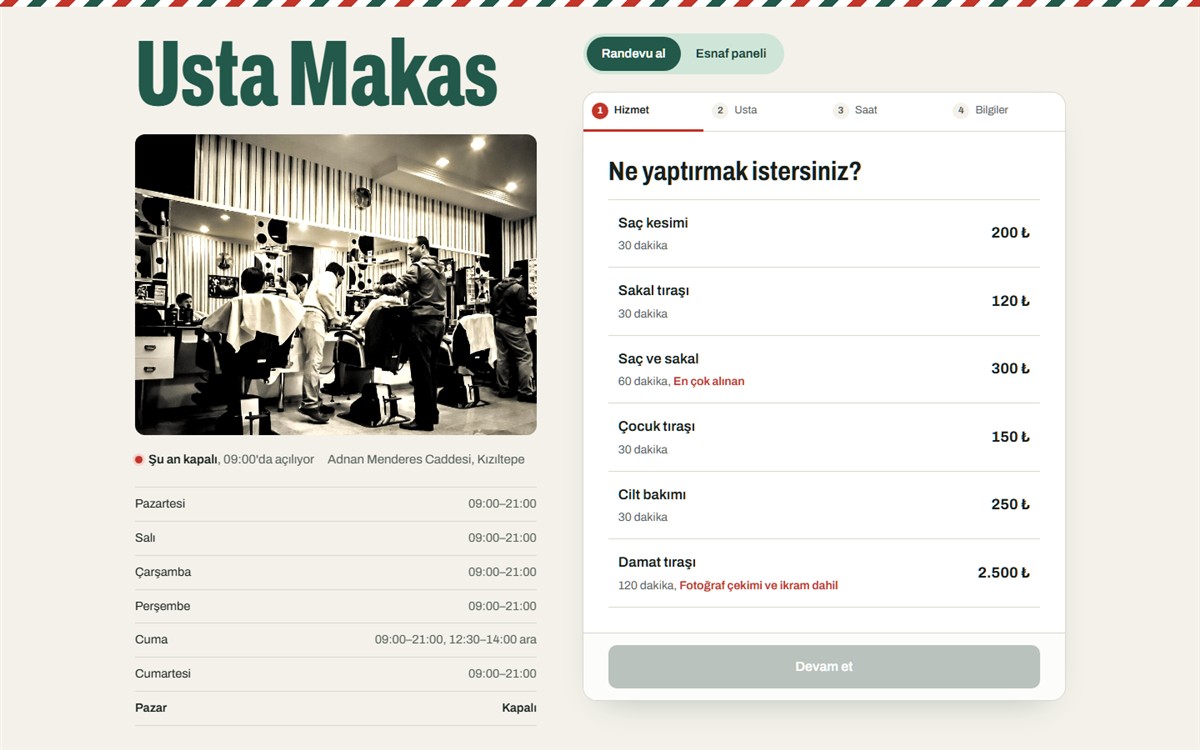 Usta Makas
Şu an kapalı, 09:00'da açılıyor
Adnan Menderes Caddesi, Kızıltepe
Pazartesi 09:00–21:00
Salı 09:00–21:00
Çarşamba 09:00–21:00
Perşembe 09:00–21:00
Cuma 09:00–21:00, 12:30–14:00 ara
Cumartesi 09:00–21:00
Pazar Kapalı
Randevu al Esnaf paneli
1 Hizmet 2 Usta 3 Saat 4 Bilgiler
Ne yaptırmak istersiniz?
Saç kesimi
30 dakika
200 ₺
Sakal tıraşı
30 dakika
120 ₺
Saç ve sakal
60 dakika, En çok alınan
300 ₺
Çocuk tıraşı
30 dakika
150 ₺
Cilt bakımı
30 dakika
250 ₺
Damat tıraşı
120 dakika, Fotoğraf çekimi ve ikram dahil
2.500 ₺
Devam et